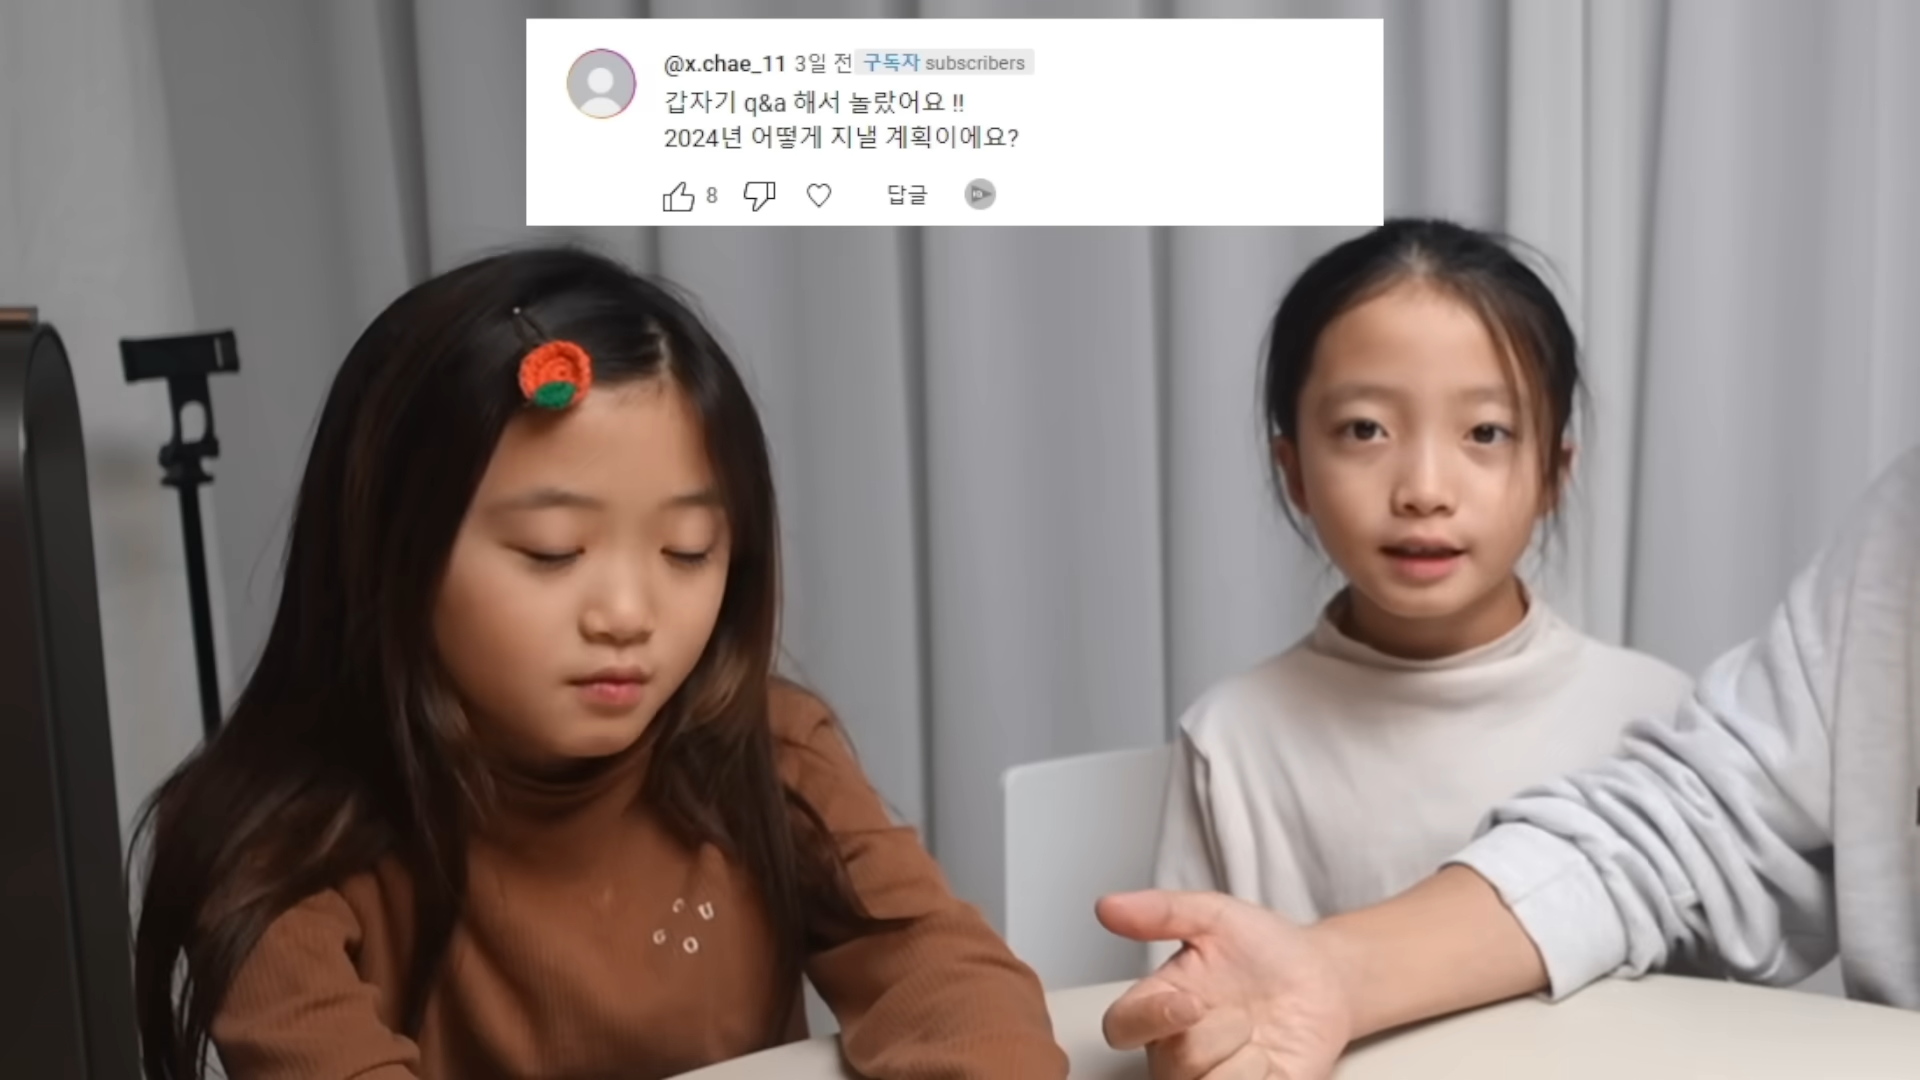 @x.chae_11 3일 전 구독자 subscribers
갑자기 q&a 해서 놀랐어요 !!
2024년 어떻게 지낼 계획이에요?
8 답글
C U
G O